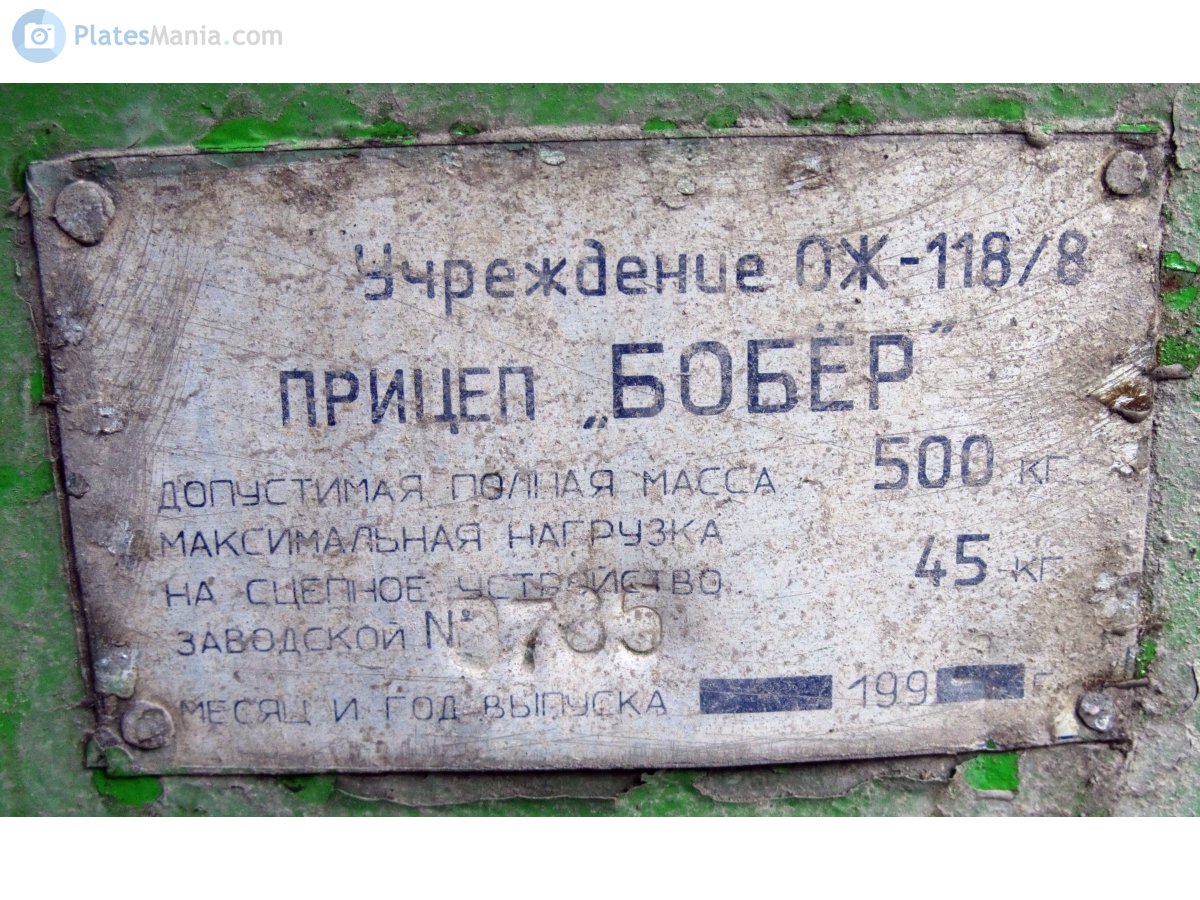 PlatesMania.com
Учреждение ОЖ-118/8
ПРИЦЕП „БОБЁР”
ДОПУСТИМАЯ ПОЛНАЯ МАССА 500 КГ
МАКСИМАЛЬНАЯ НАГРУЗКА
НА СЦЕПНОЕ УСТРОЙСТВО 45 КГ
ЗАВОДСКОЙ №
МЕСЯЦ И ГОД ВЫПУСКА 199 Г